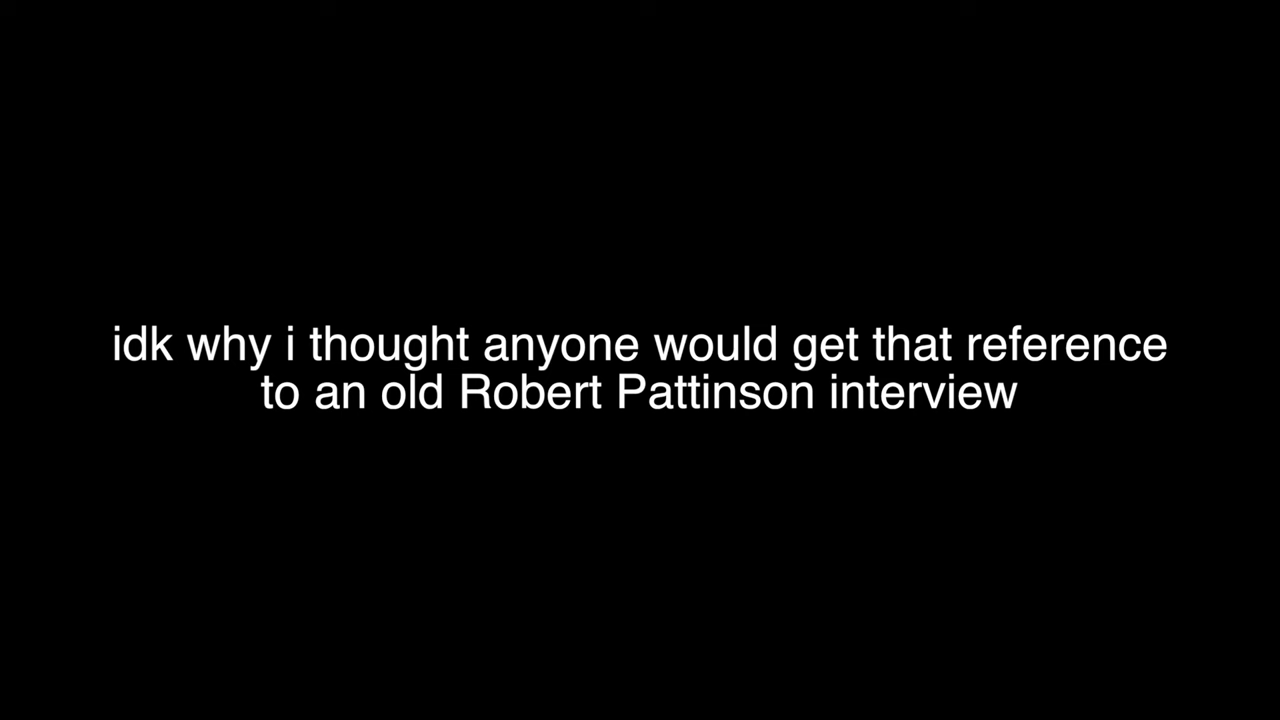 idk why i thought anyone would get that reference
to an old Robert Pattinson interview